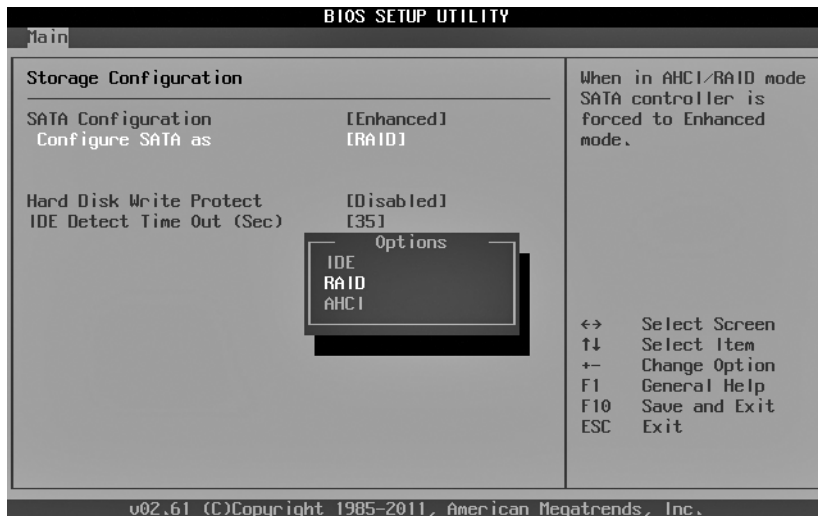 BIOS SETUP UTILITY
Main
Storage Configuration
SATA Configuration [Enhanced]
Configure SATA as [RAID]
Hard Disk Write Protect [Disabled]
IDE Detect Time Out (Sec) [35]
Options
IDE
RAID
AHCI
When in AHCI/RAID mode
SATA controller is
forced to Enhanced
mode.
←→ Select Screen
↑↓ Select Item
+- Change Option
F1 General Help
F10 Save and Exit
ESC Exit
v02.61 (C)Copyright 1985-2011, American Megatrends, Inc.